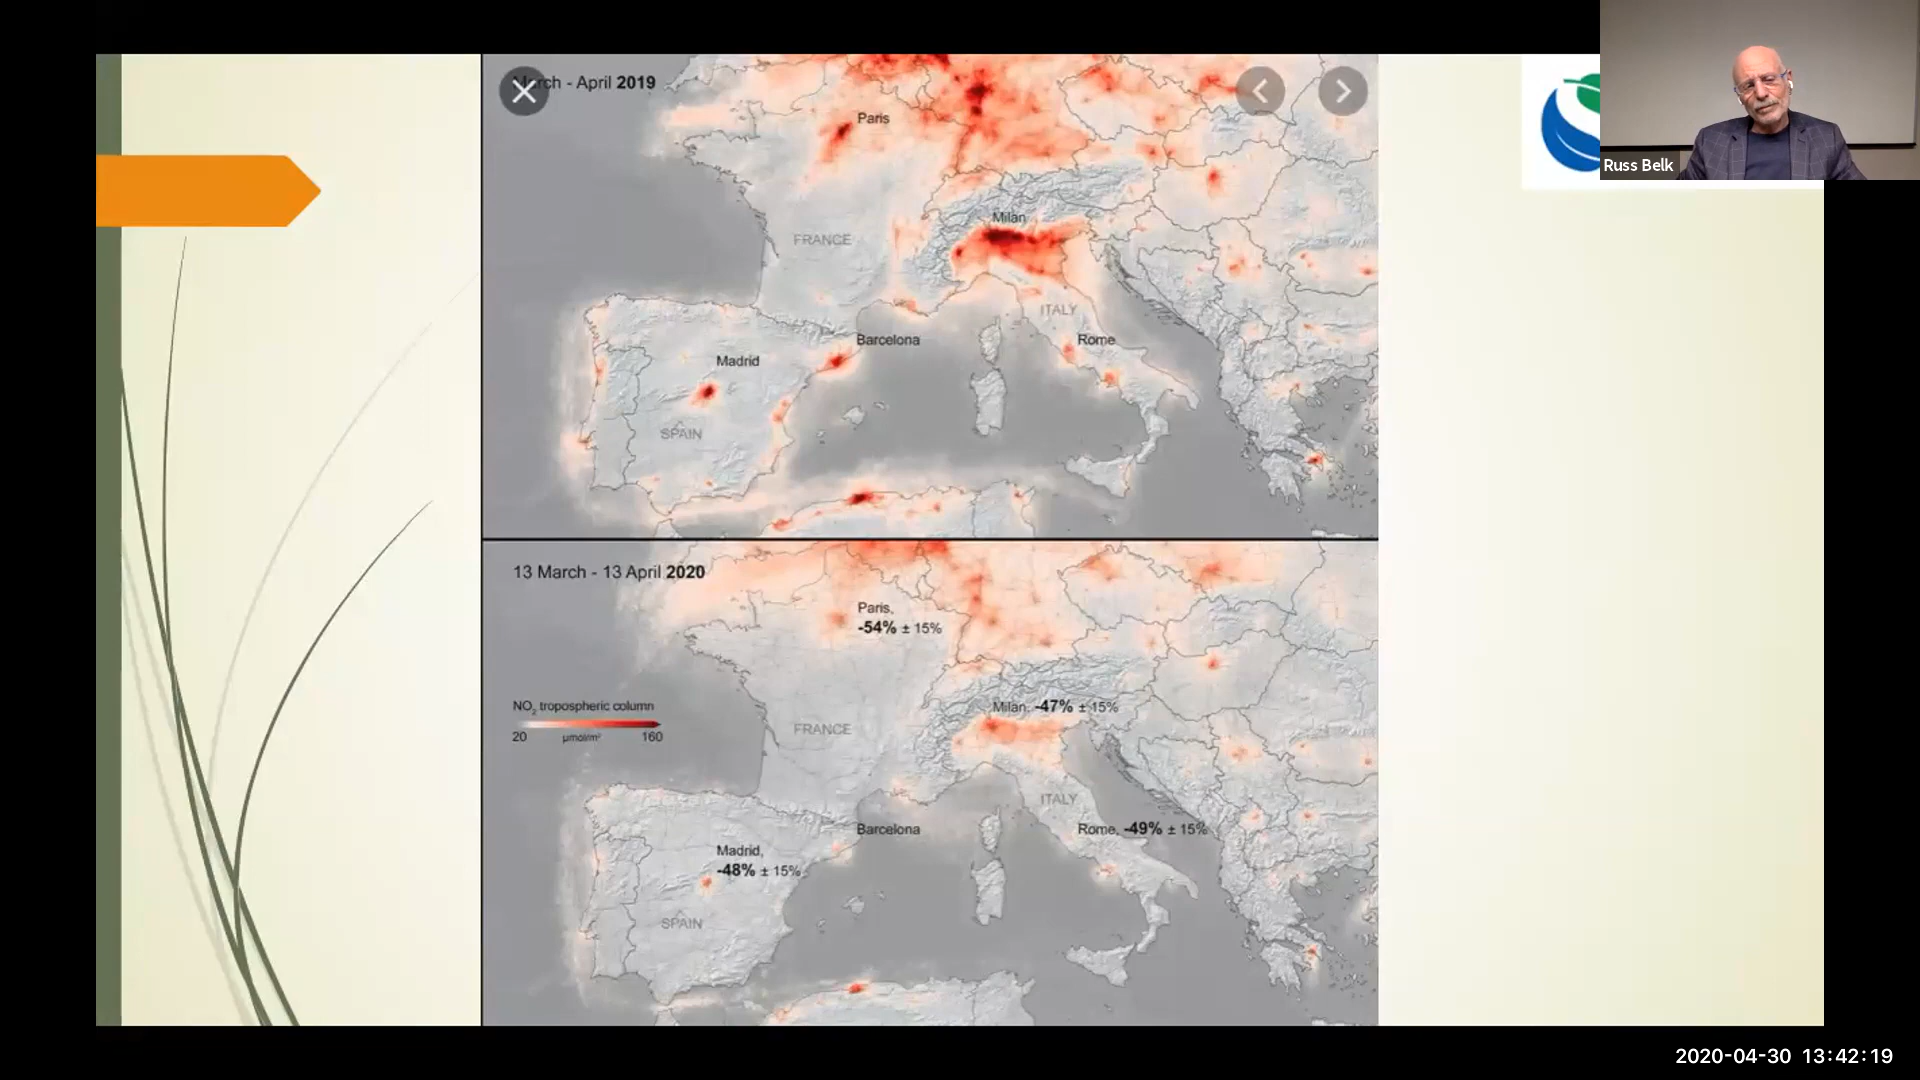 March - April 2019
Paris
Milan
FRANCE
ITALY
Barcelona
Rome
Madrid
SPAIN
13 March - 13 April 2020
Paris,
-54% ± 15%
NO2 tropospheric column
20 µmol/m² 160
Milan, -47% ± 15%
FRANCE
ITALY
Barcelona
Rome, -49% ± 15%
Madrid,
-48% ± 15%
SPAIN
Russ Belk
2020-04-30 13:42:19